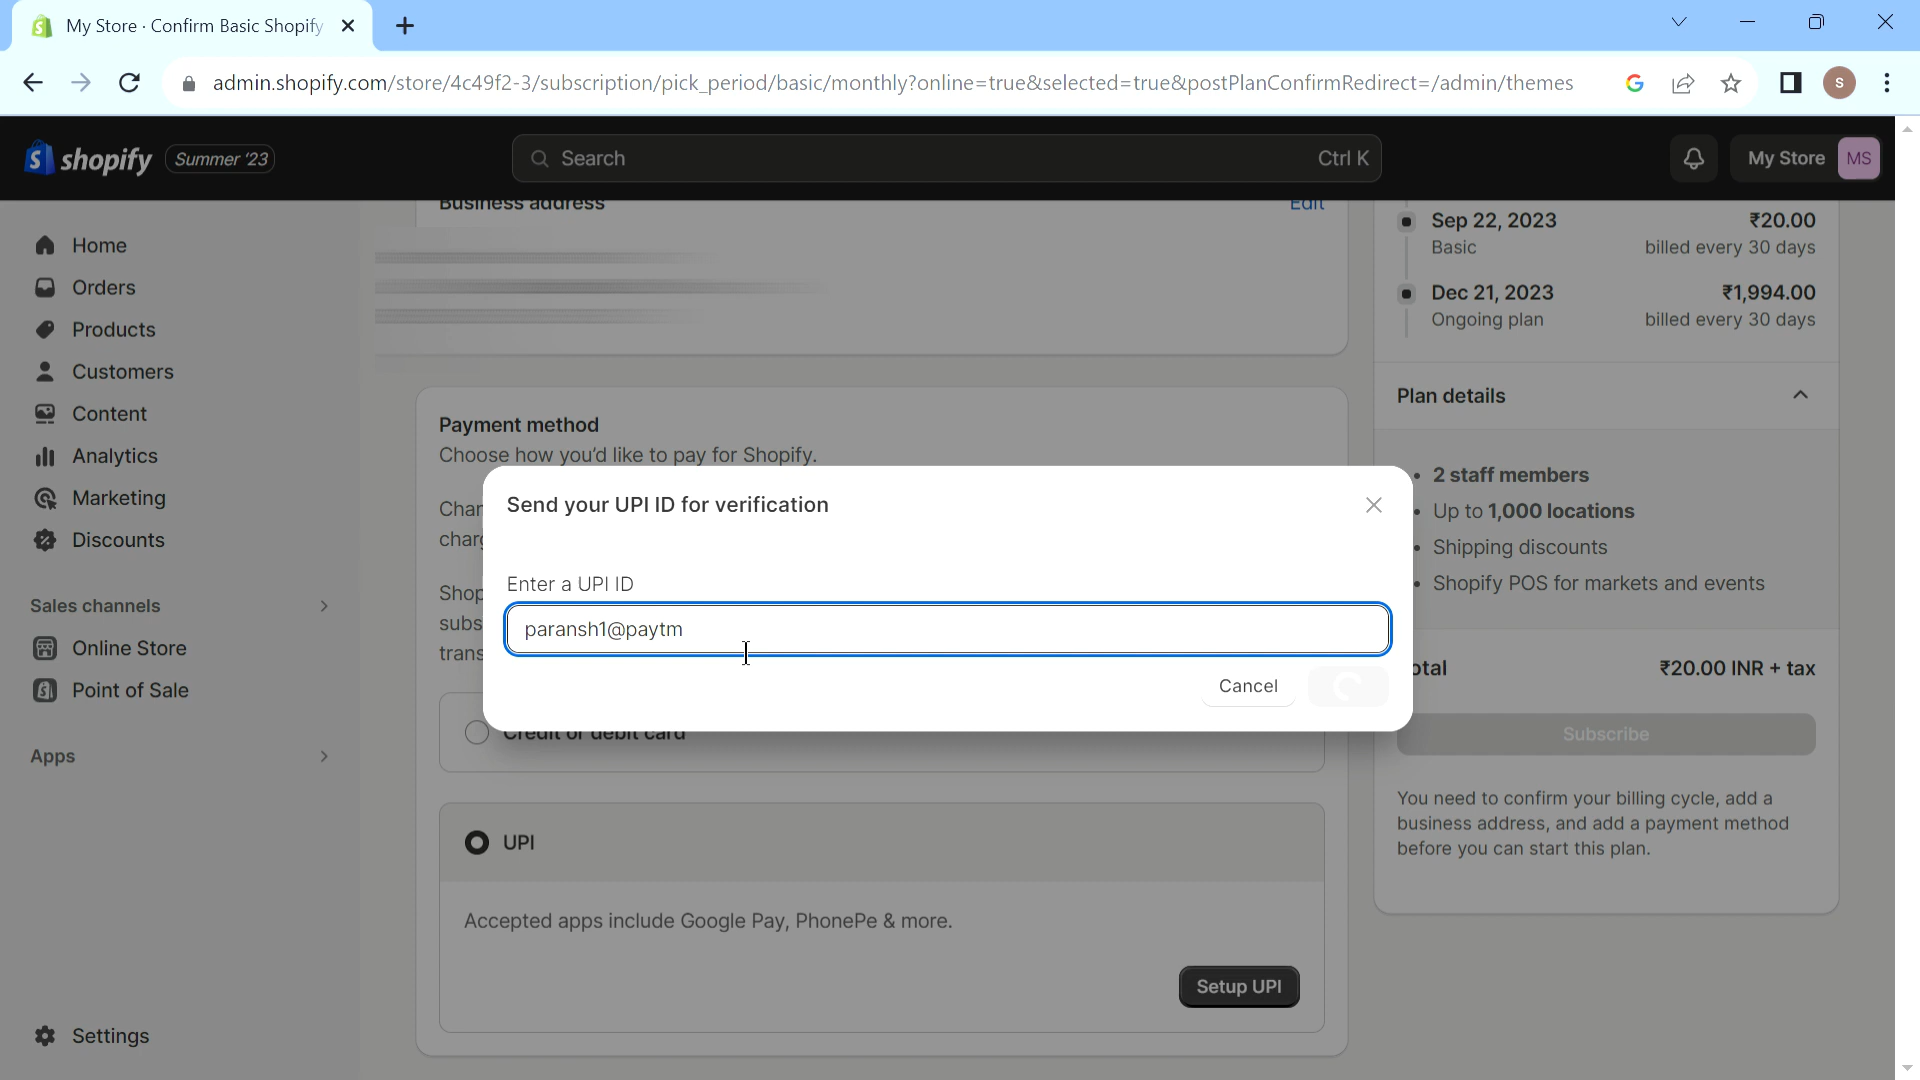 My Store · Confirm Basic Shopify
admin.shopify.com/store/4c49f2-3/subscription/pick_period/basic/monthly?online=true&selected=true&postPlanConfirmRedirect=/admin/themes
S
shopify
Summer '23
Search
Ctrl K
My Store
MS
Home
Orders
Products
Customers
Content
Analytics
Marketing
Discounts
Sales channels
Online Store
Point of Sale
Apps
Settings
Business address
Edit
Payment method
Choose how you'd like to pay for Shopify.
Send your UPI ID for verification
Enter a UPI ID
paransh1@paytm
Cancel
Credit or debit card
UPI
Accepted apps include Google Pay, PhonePe & more.
Setup UPI
Sep 22, 2023
₹20.00
Basic
billed every 30 days
Dec 21, 2023
₹1,994.00
Ongoing plan
billed every 30 days
Plan details
• 2 staff members
• Up to 1,000 locations
• Shipping discounts
• Shopify POS for markets and events
₹20.00 INR + tax
Subscribe
You need to confirm your billing cycle, add a
business address, and add a payment method
before you can start this plan.